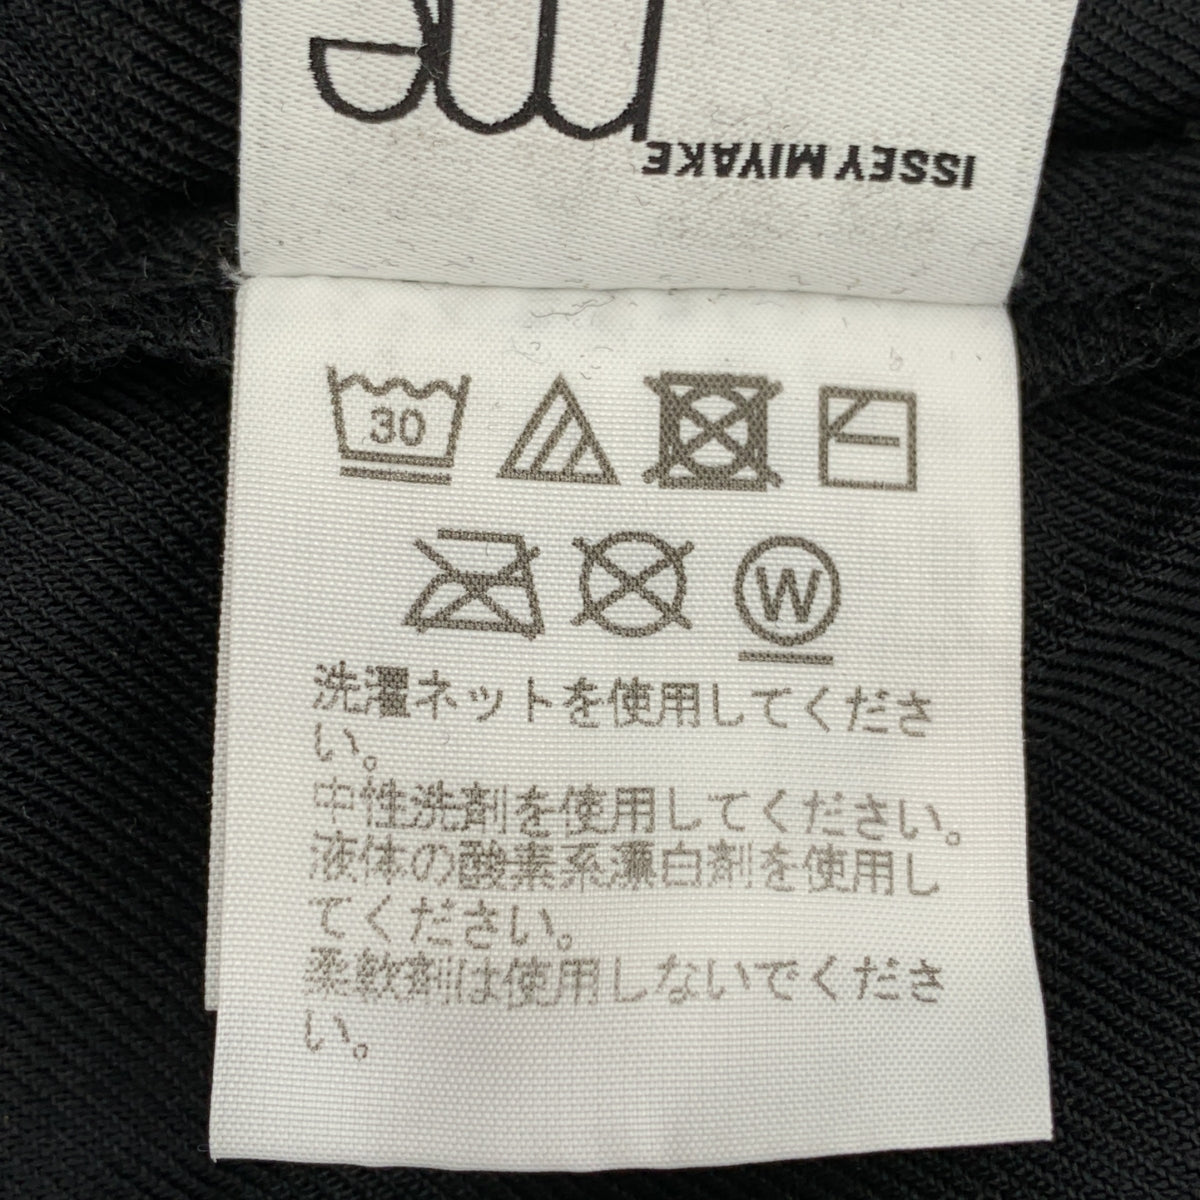 me
ISSEY MIYAKE
30
W
洗濯ネットを使用してくださ
い。
中性洗剤を使用してください。
液体の酸素系漂白剤を使用し
てください。
柔軟剤は使用しないでくださ
い。